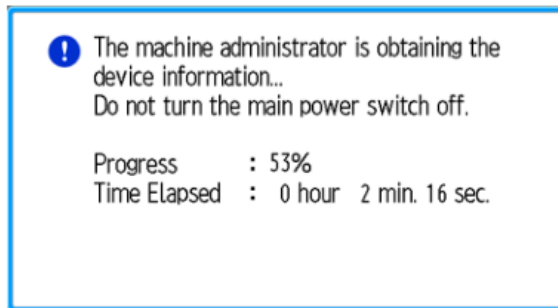 The machine administrator is obtaining the
device information...
Do not turn the main power switch off.
Progress : 53%
Time Elapsed : 0 hour 2 min. 16 sec.